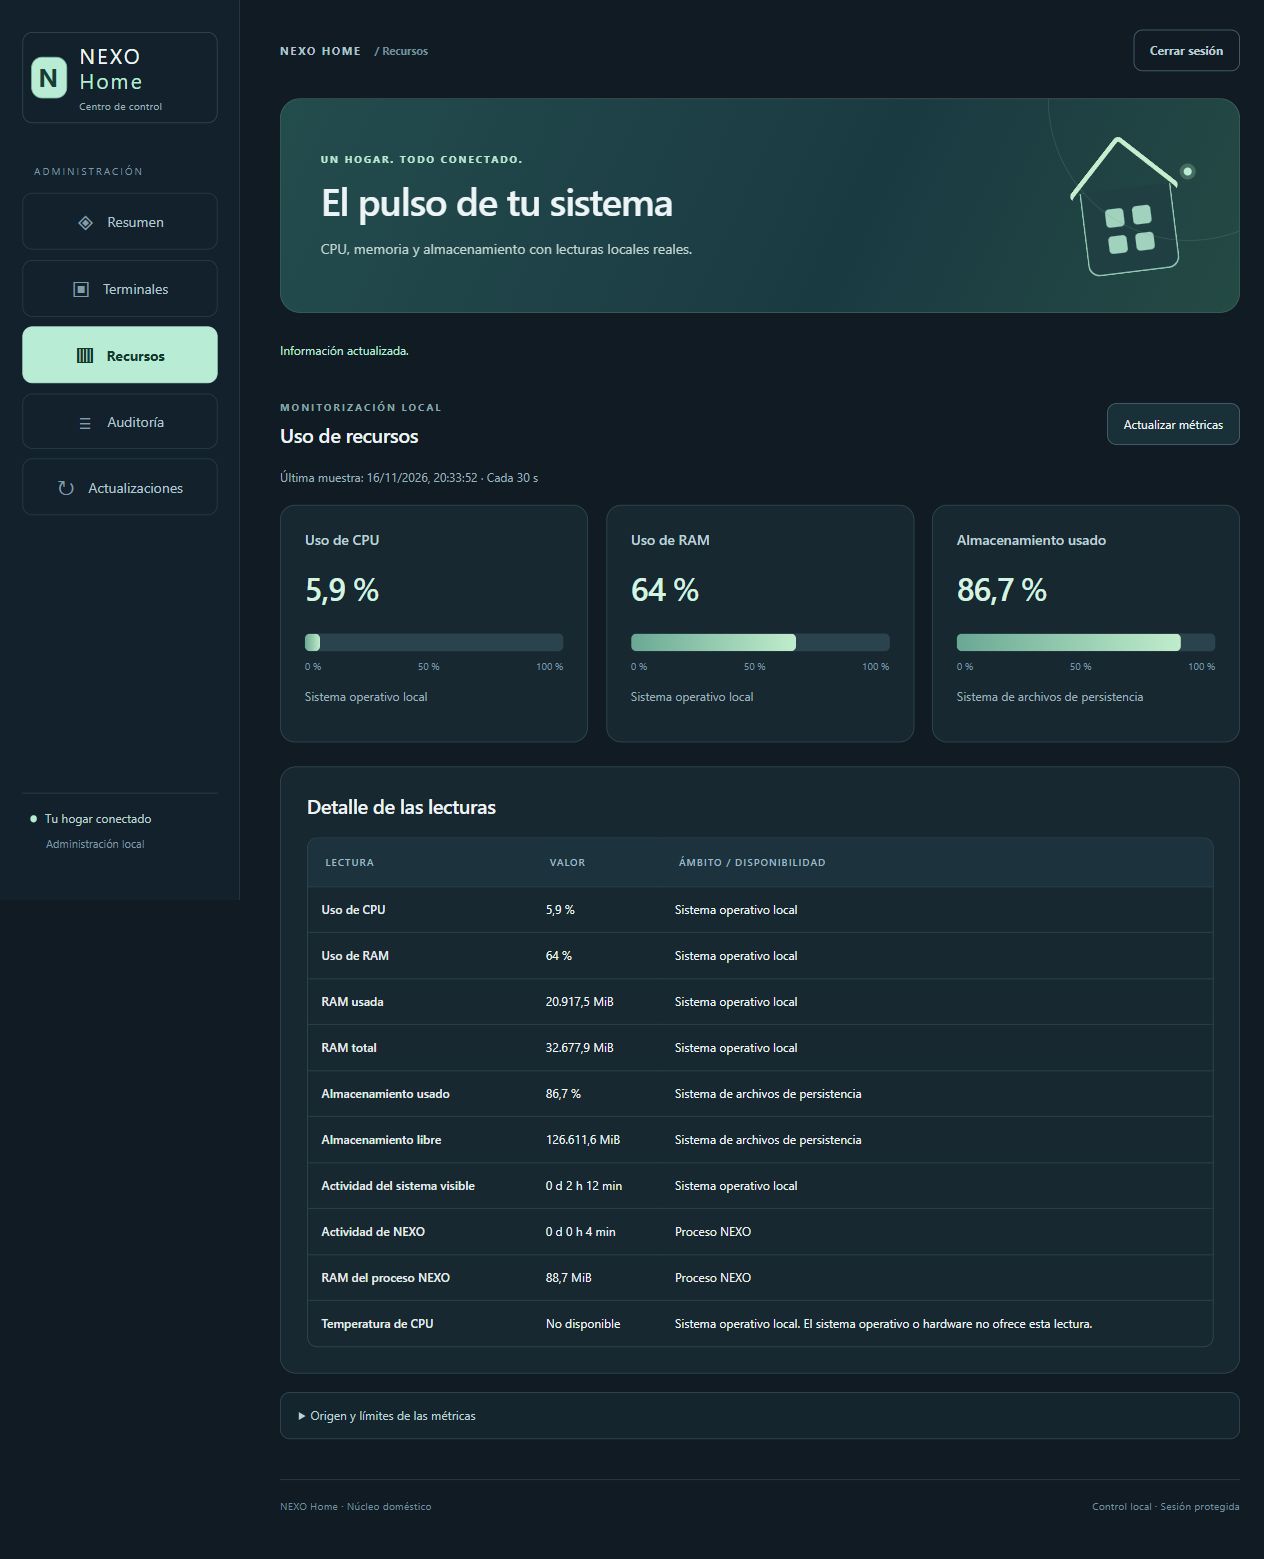 N
NEXO
Home
Centro de control
ADMINISTRACIÓN
Resumen
Terminales
Recursos
Auditoría
Actualizaciones
Tu hogar conectado
Administración local
NEXO HOME / Recursos
Cerrar sesión
UN HOGAR. TODO CONECTADO.
El pulso de tu sistema
CPU, memoria y almacenamiento con lecturas locales reales.
Información actualizada.
MONITORIZACIÓN LOCAL
Uso de recursos
Actualizar métricas
Última muestra: 16/11/2026, 20:33:52 · Cada 30 s
Uso de CPU
5,9 %
0 % 50 % 100 %
Sistema operativo local
Uso de RAM
64 %
0 % 50 % 100 %
Sistema operativo local
Almacenamiento usado
86,7 %
0 % 50 % 100 %
Sistema de archivos de persistencia
Detalle de las lecturas
LECTURA VALOR ÁMBITO / DISPONIBILIDAD
Uso de CPU 5,9 % Sistema operativo local
Uso de RAM 64 % Sistema operativo local
RAM usada 20.917,5 MiB Sistema operativo local
RAM total 32.677,9 MiB Sistema operativo local
Almacenamiento usado 86,7 % Sistema de archivos de persistencia
Almacenamiento libre 126.611,6 MiB Sistema de archivos de persistencia
Actividad del sistema visible 0 d 2 h 12 min Sistema operativo local
Actividad de NEXO 0 d 0 h 4 min Proceso NEXO
RAM del proceso NEXO 88,7 MiB Proceso NEXO
Temperatura de CPU No disponible Sistema operativo local. El sistema operativo o hardware no ofrece esta lectura.
Origen y límites de las métricas
NEXO Home · Núcleo doméstico
Control local · Sesión protegida